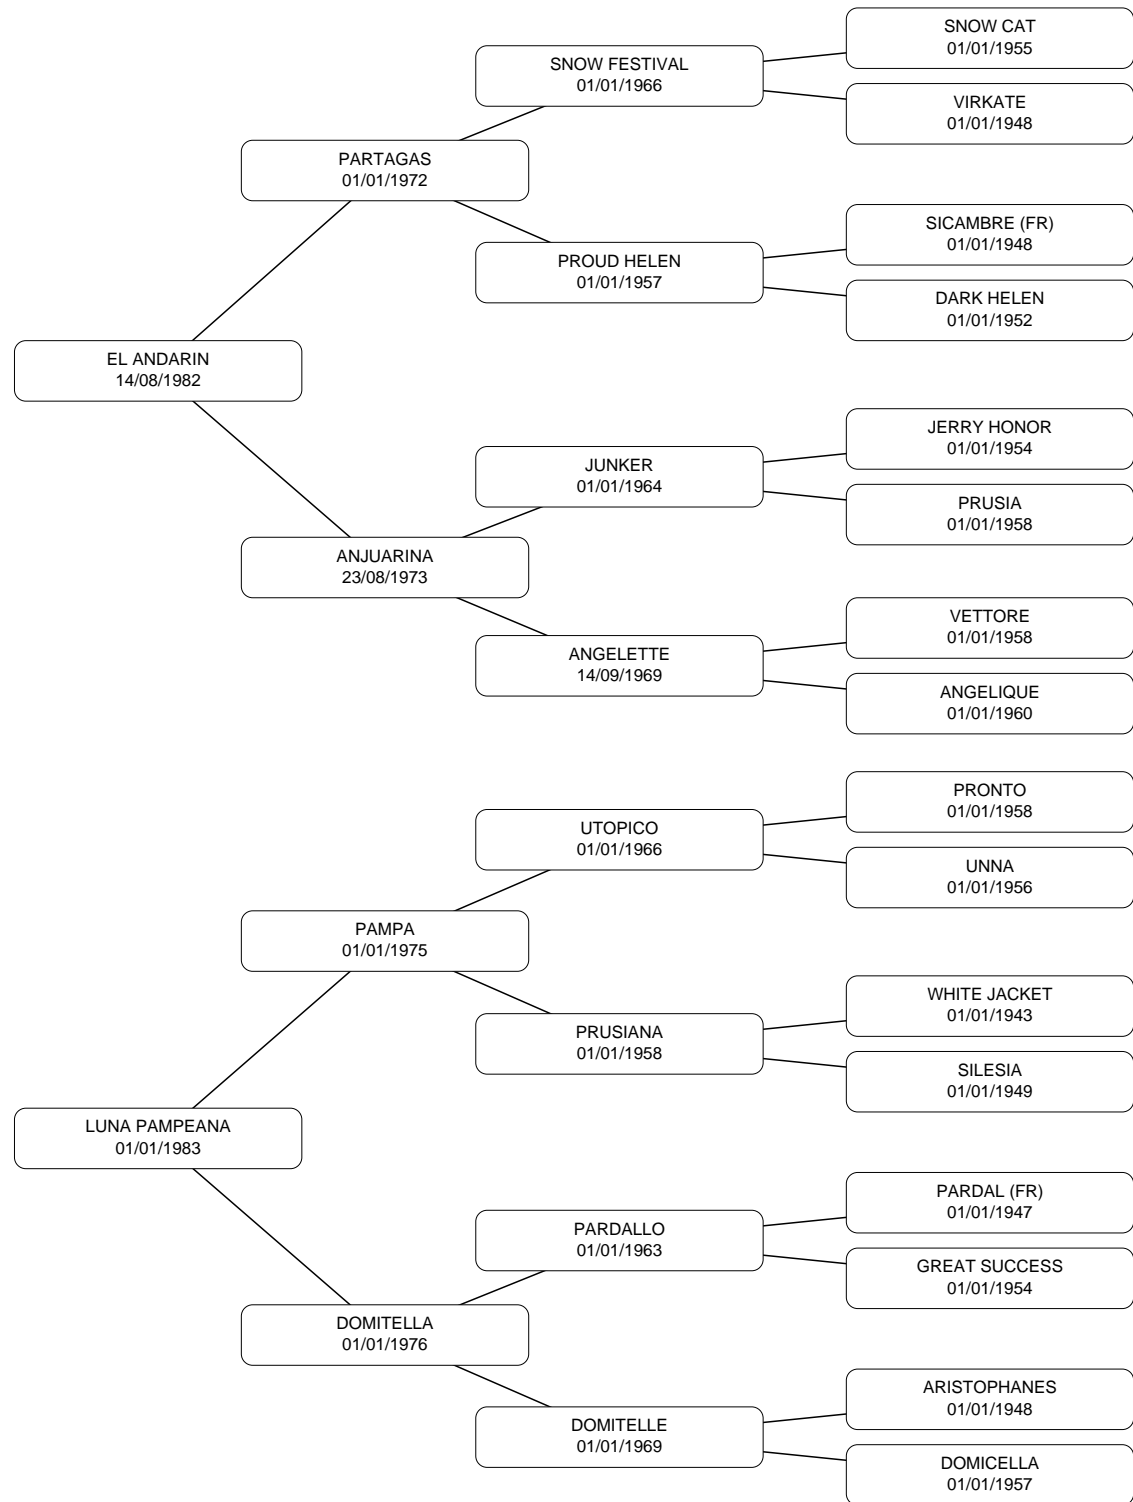 SNOW CAT
01/01/1955
SNOW FESTIVAL
01/01/1966
VIRKATE
01/01/1948
PARTAGAS
01/01/1972
SICAMBRE (FR)
01/01/1948
PROUD HELEN
01/01/1957
DARK HELEN
01/01/1952
EL ANDARIN
14/08/1982
JERRY HONOR
01/01/1954
JUNKER
01/01/1964
PRUSIA
01/01/1958
ANJUARINA
23/08/1973
VETTORE
01/01/1958
ANGELETTE
14/09/1969
ANGELIQUE
01/01/1960
PRONTO
01/01/1958
UTOPICO
01/01/1966
UNNA
01/01/1956
PAMPA
01/01/1975
WHITE JACKET
01/01/1943
PRUSIANA
01/01/1958
SILESIA
01/01/1949
LUNA PAMPEANA
01/01/1983
PARDAL (FR)
01/01/1947
PARDALLO
01/01/1963
GREAT SUCCESS
01/01/1954
DOMITELLA
01/01/1976
ARISTOPHANES
01/01/1948
DOMITELLE
01/01/1969
DOMICELLA
01/01/1957